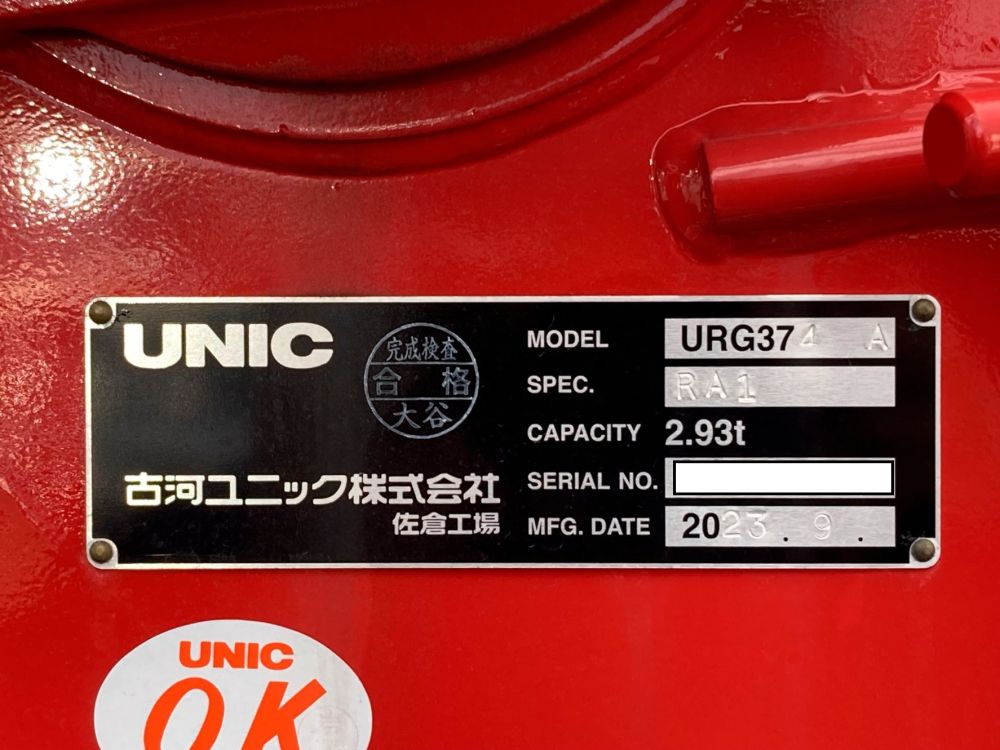 UNIC
完成検査
合格
大谷
古河ユニック株式会社
佐倉工場
MODEL URG374 A
SPEC. RA1
CAPACITY 2.93t
SERIAL NO.
MFG. DATE 2023.9.
UNIC
OK